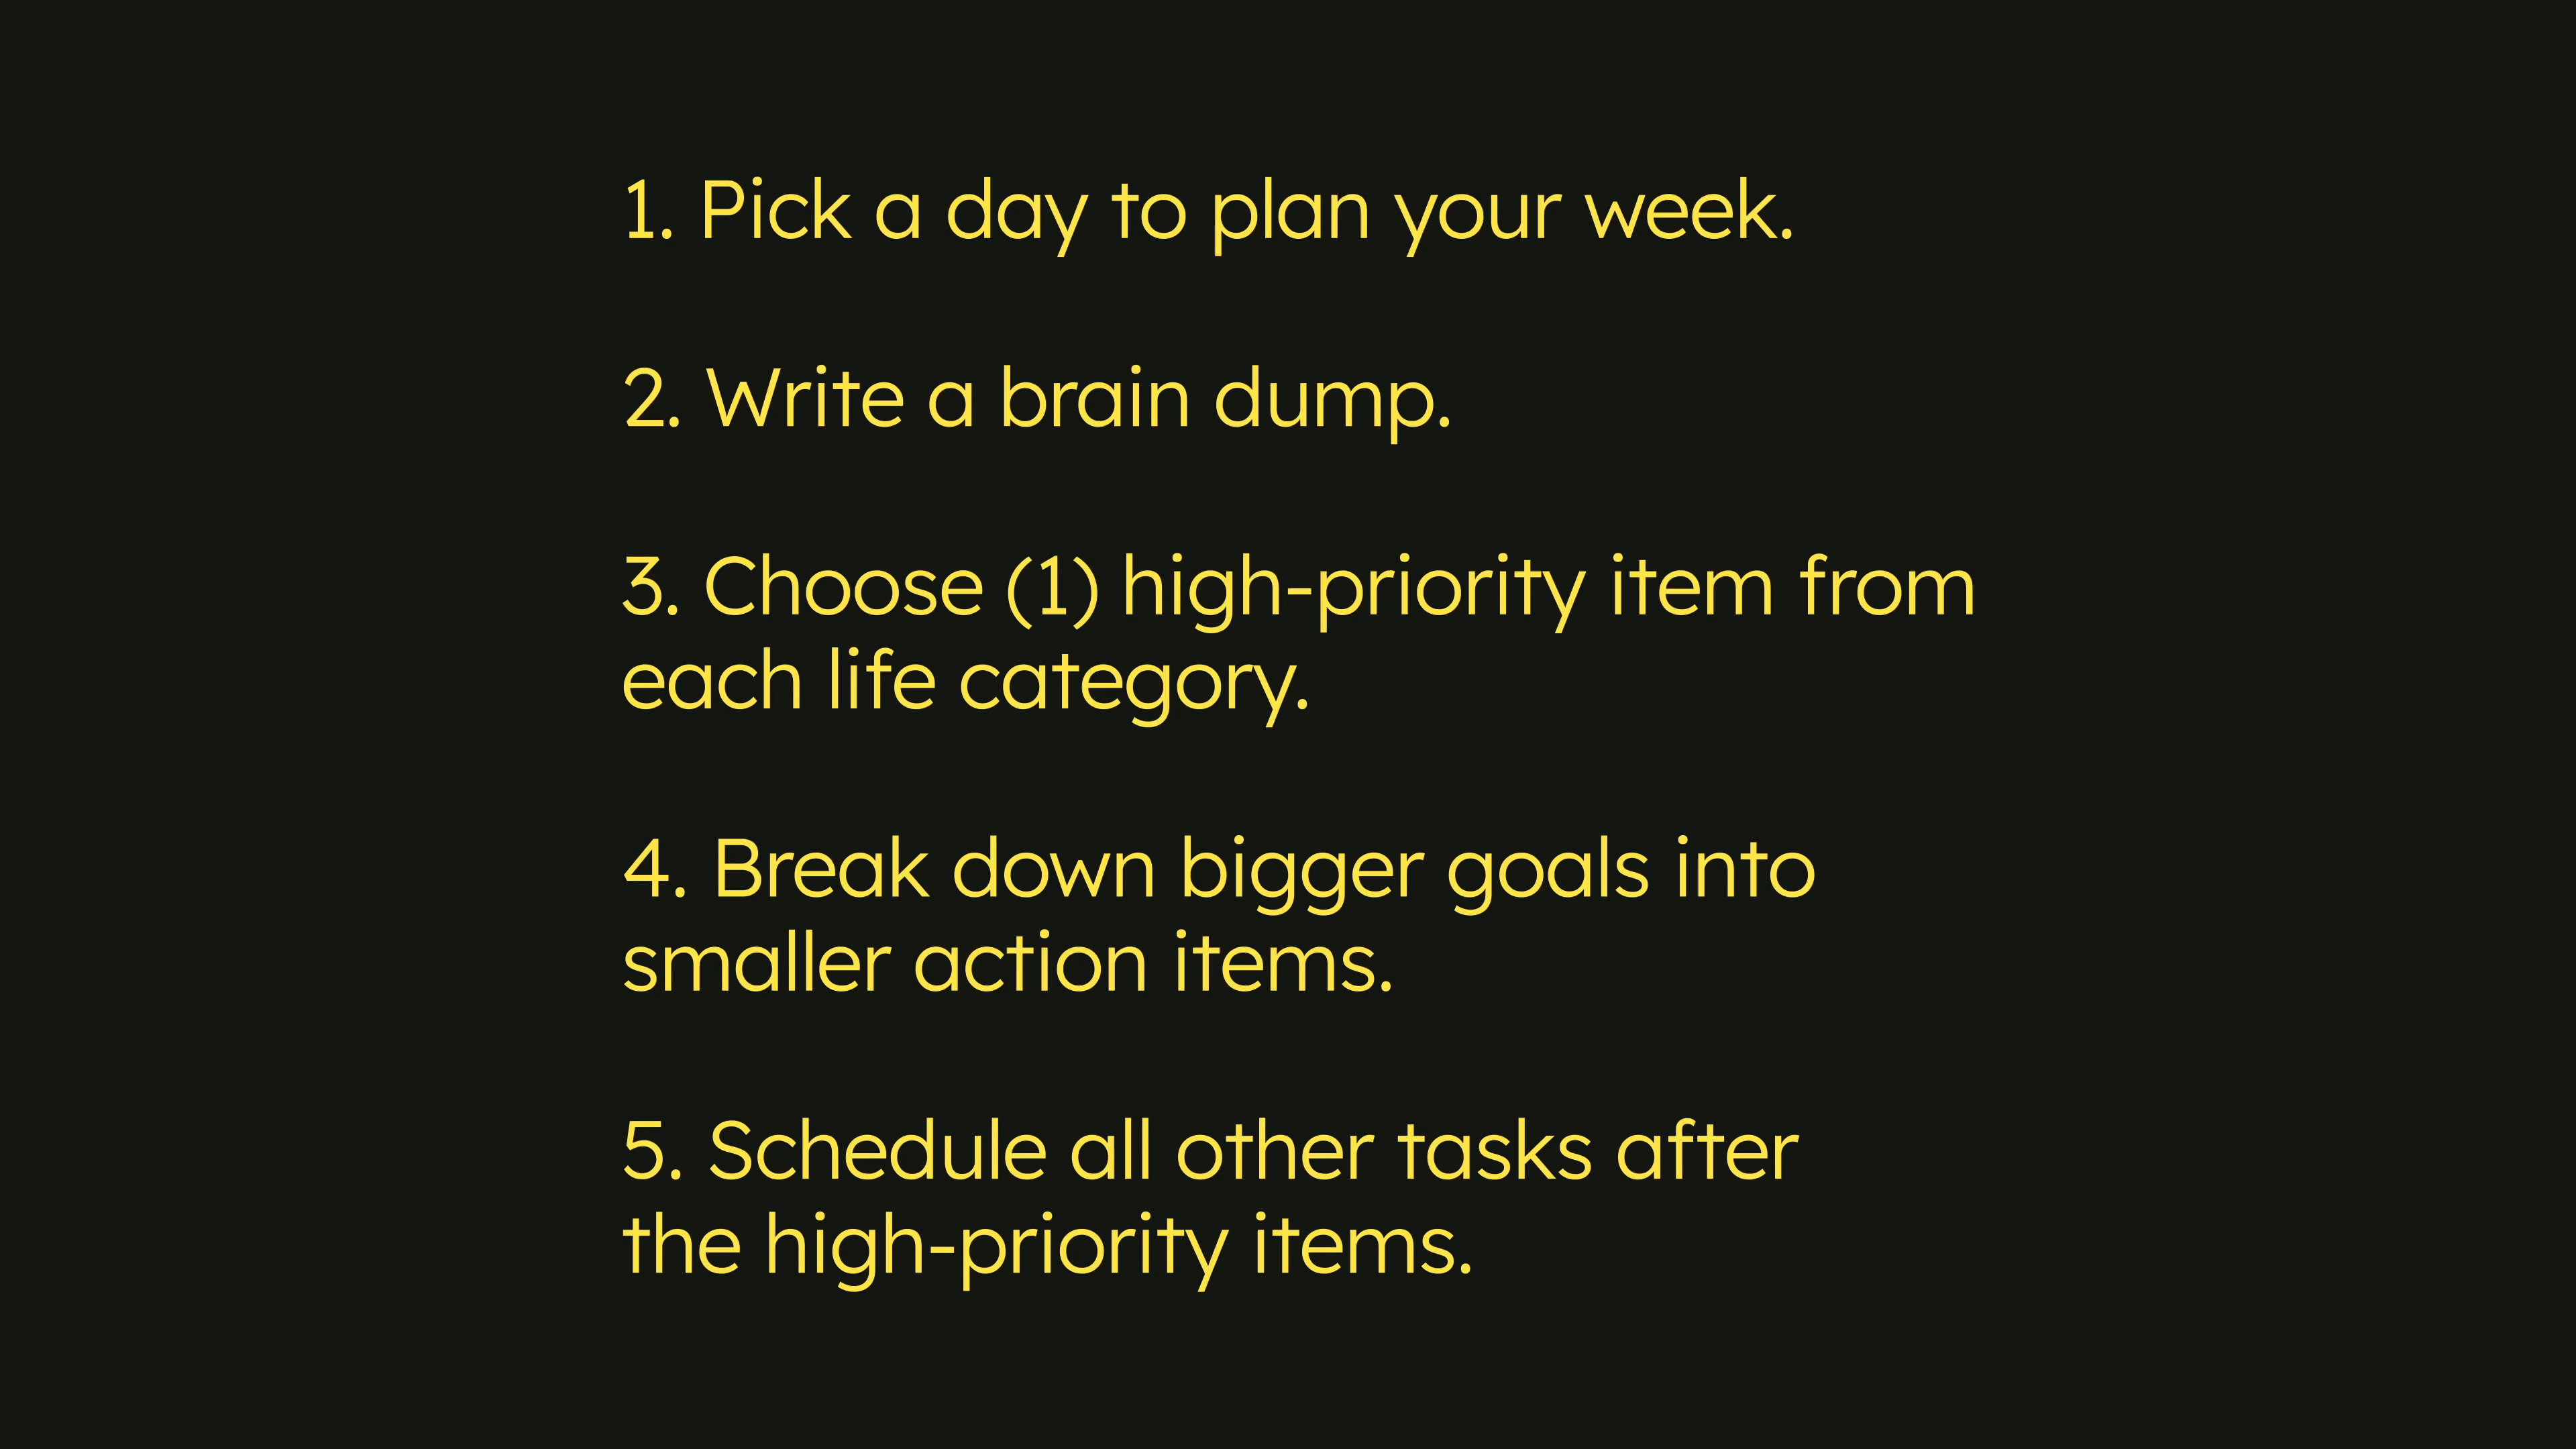 1. Pick a day to plan your week.
2. Write a brain dump.
3. Choose (1) high-priority item from
each life category.
4. Break down bigger goals into
smaller action items.
5. Schedule all other tasks after
the high-priority items.